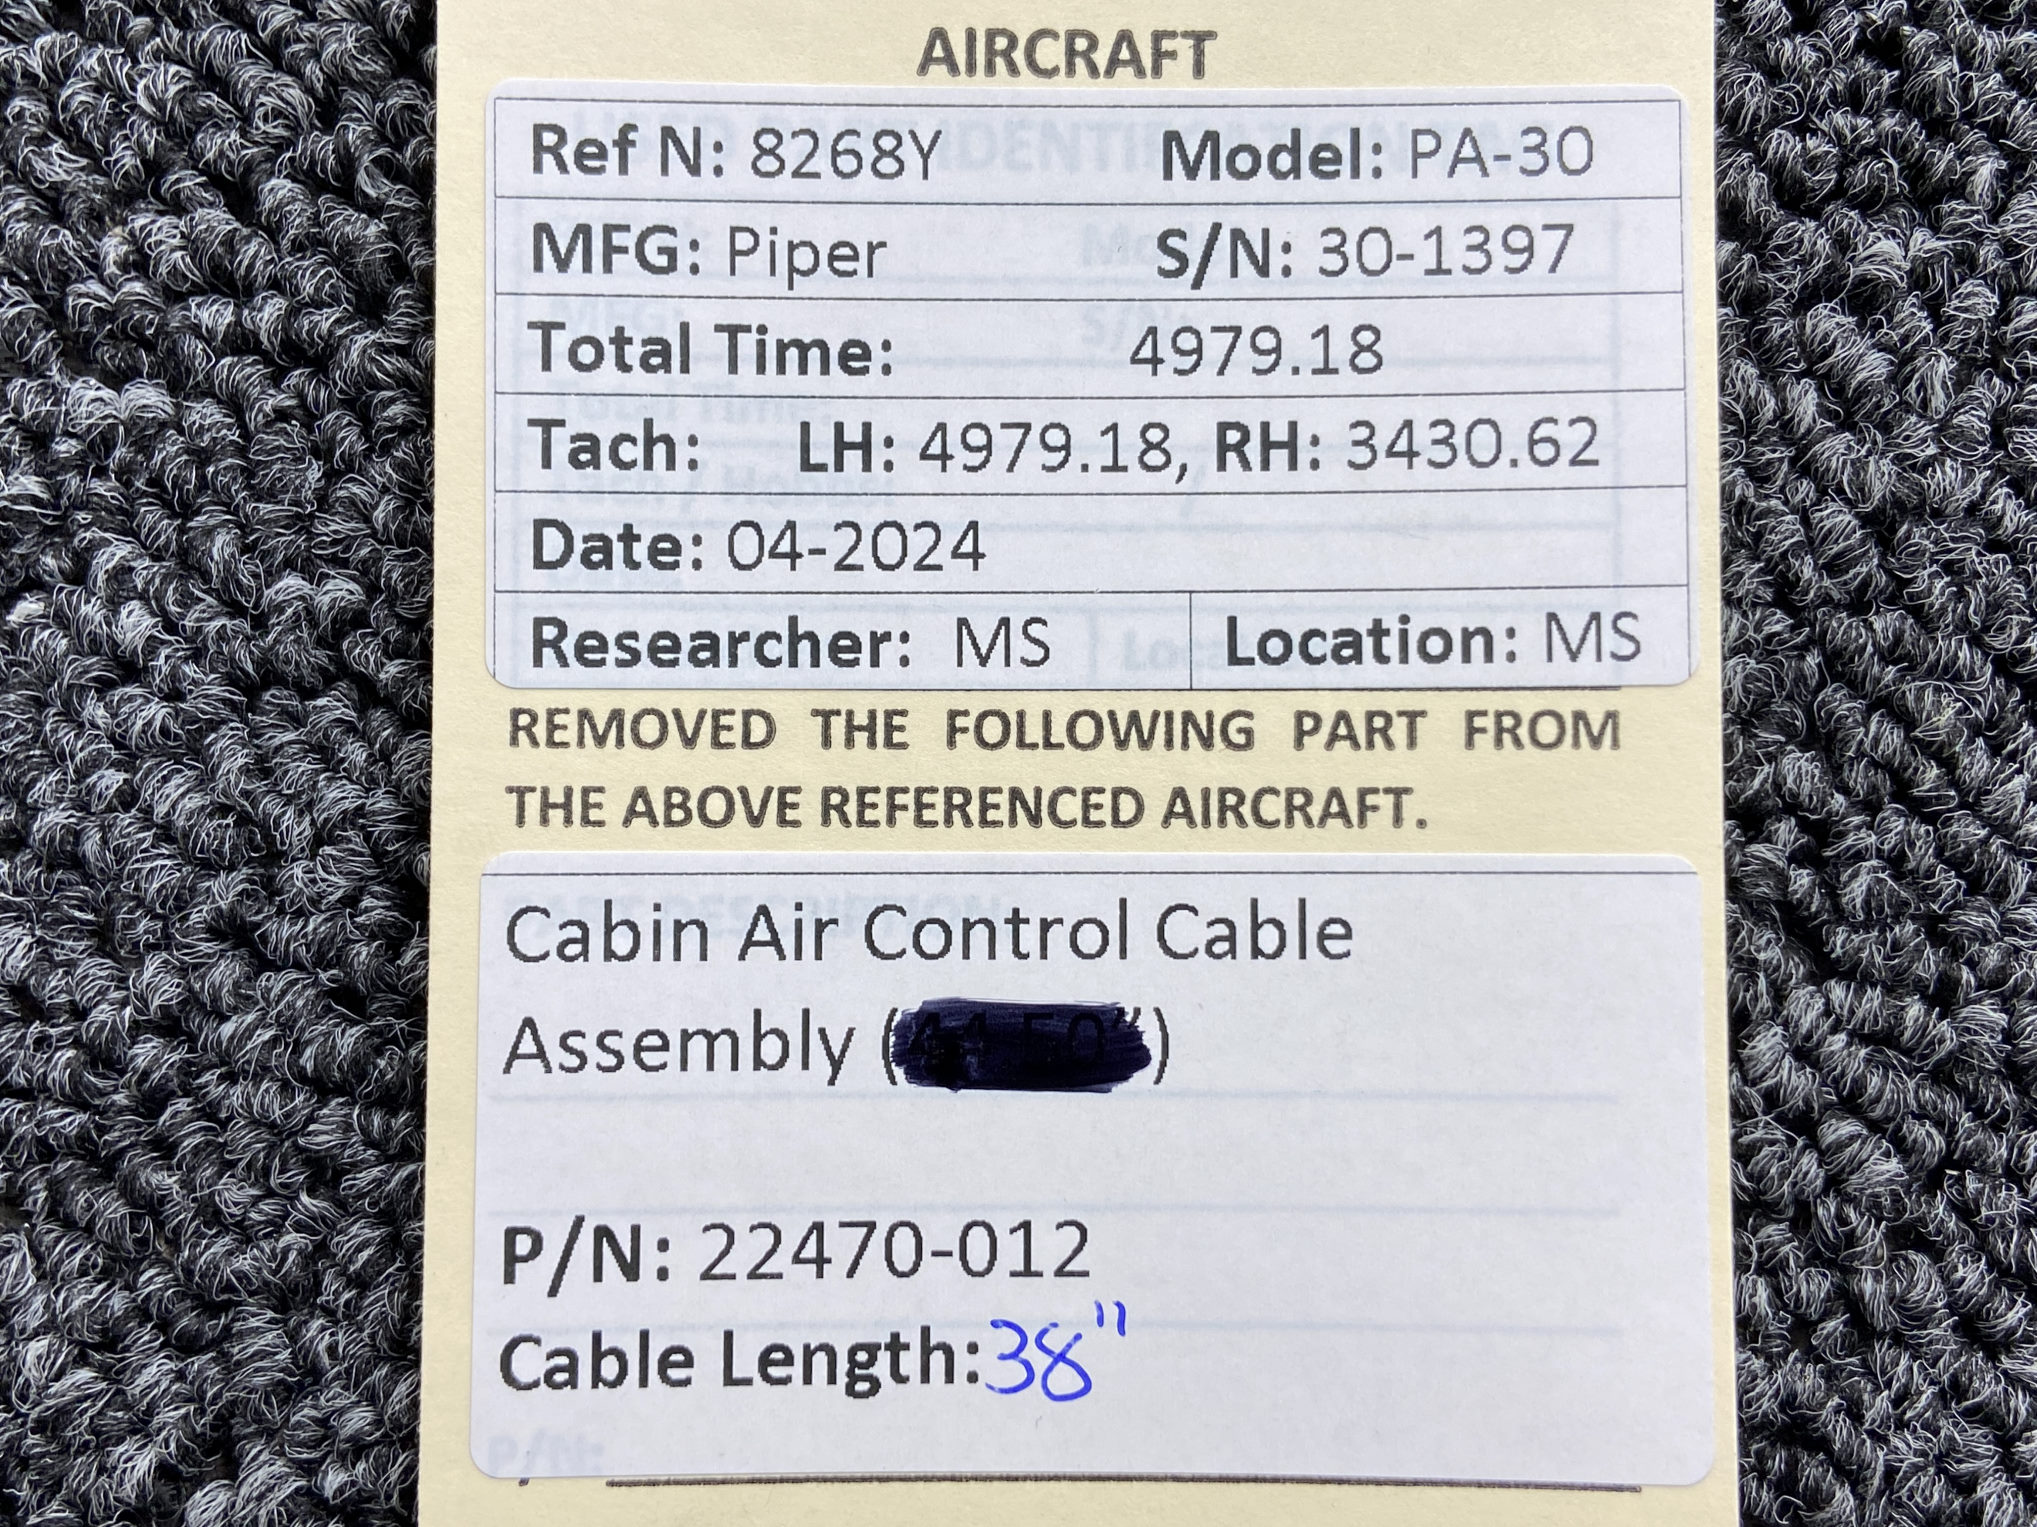 AIRCRAFT
Ref N: 8268Y Model: PA-30
MFG: Piper S/N: 30-1397
Total Time: 4979.18
Tach: LH: 4979.18, RH: 3430.62
Date: 04-2024
Researcher: MS Location: MS
REMOVED THE FOLLOWING PART FROM
THE ABOVE REFERENCED AIRCRAFT.
Cabin Air Control Cable
Assembly ( )
P/N: 22470-012
Cable Length: 38"
P/N: